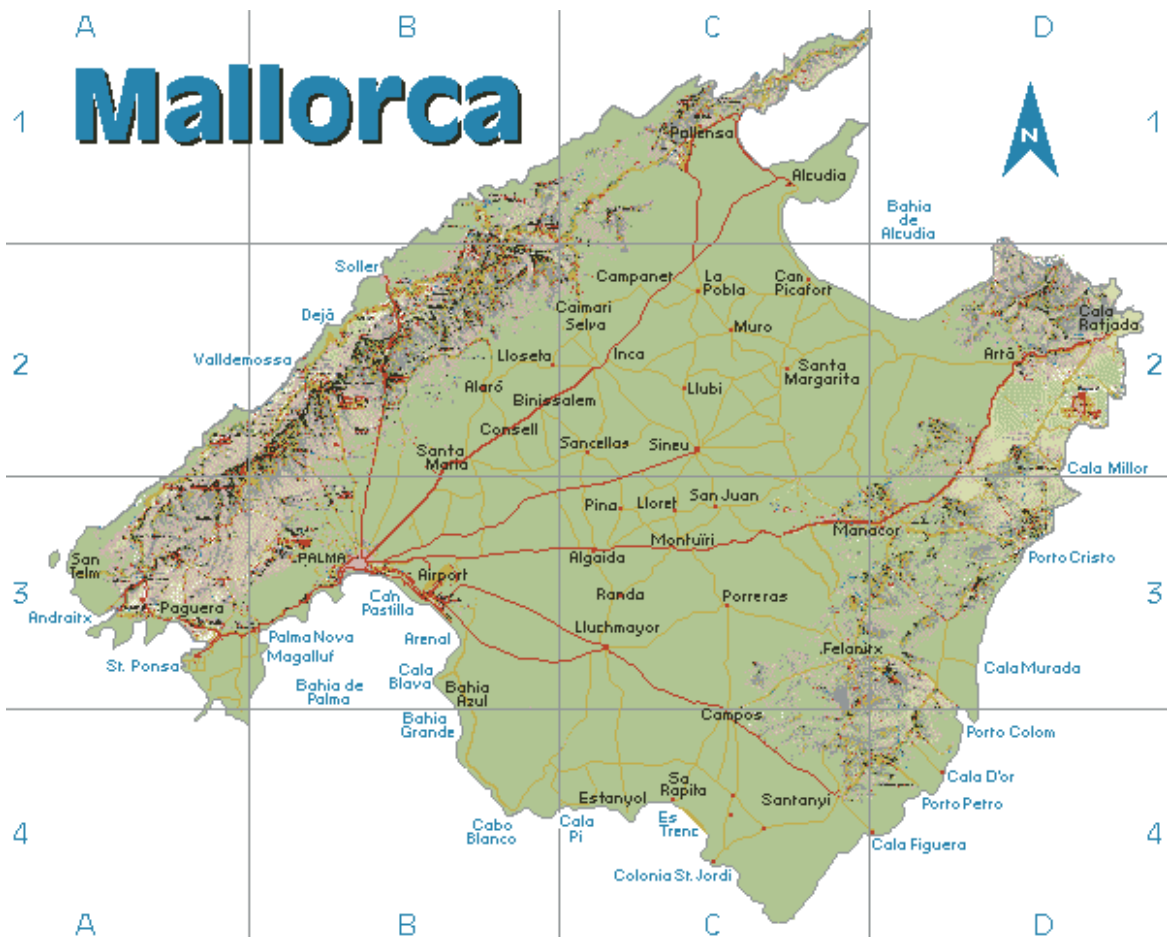 A
B
C
D
Mallorca
1
1
N
Pollensa
Alcudia
Bahia
de
Alcudia
Soller
Campanet
La
Pobla
Can
Picafort
Dejā
Caimari
Selva
Muro
Cala
Ratjada
Valldemossa
Lloseta
Inca
Artā
2
2
Alaró
Santa
Margarita
Binissalem
Llubi
Consell
Sancellas
Sineu
Santa
Maria
Cala Millor
Pina
Lloret
San Juan
Manacor
Montuïri
PALMA
Algaida
Porto Cristo
San
Telm
Airport
3
3
Paguera
Ca'n
Pastilla
Randa
Porreras
Andraitx
Palma Nova
Arenal
Lluchmayor
Magalluf
Felanitx
St. Ponsa
Cala
Blava
Cala Murada
Bahia de
Palma
Bahia
Azul
Bahia
Grande
Campos
Porto Colom
Cala D'or
Sa
Rapita
Estanyol
Santanyi
Porto Petro
Cabo
Blanco
Cala
Pi
Es
Trenc
4
4
Cala Figuera
Colonia St. Jordi
A
B
C
D